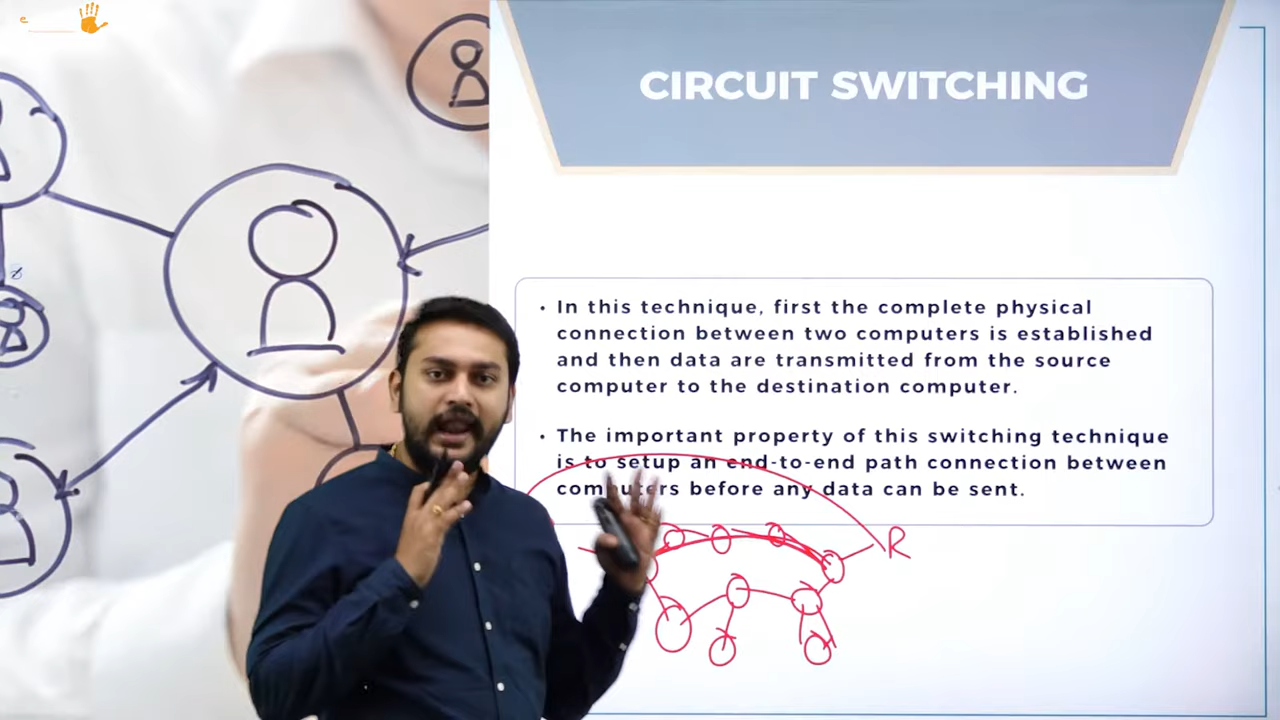 e
CIRCUIT SWITCHING
• In this technique, first the complete physical
connection between two computers is established
and then data are transmitted from the source
computer to the destination computer.
• The important property of this switching technique
is to setup an end-to-end path connection between
computers before any data can be sent.
R